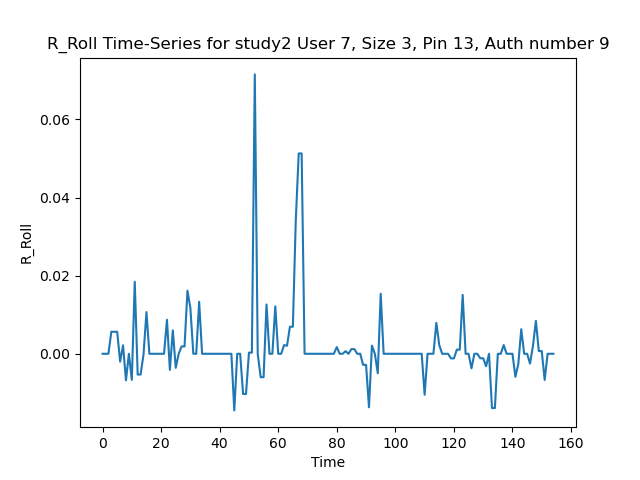 R_Roll Time-Series for study2 User 7, Size 3, Pin 13, Auth number 9
R_Roll
0.06
0.04
0.02
0.00
0 20 40 60 80 100 120 140 160
Time